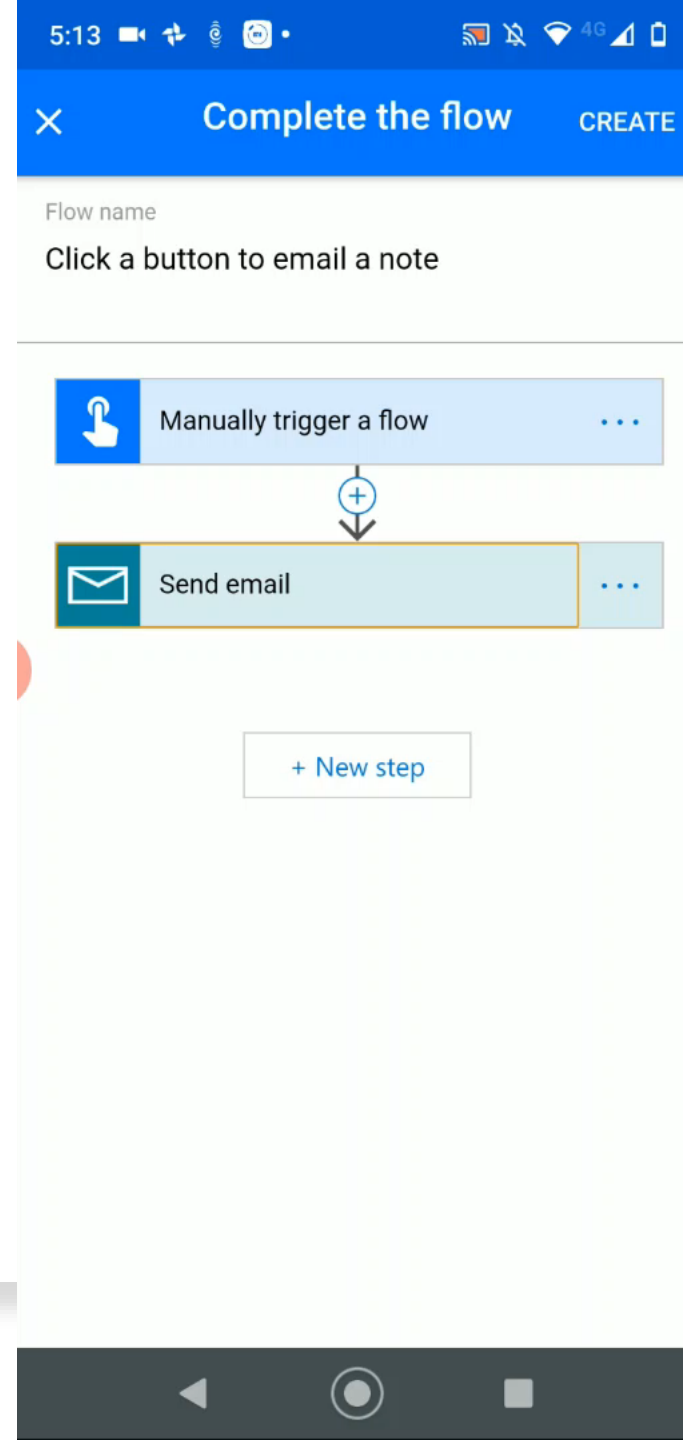 5:13 4G
Complete the flow CREATE
Flow name
Click a button to email a note
Manually trigger a flow
Send email
+ New step